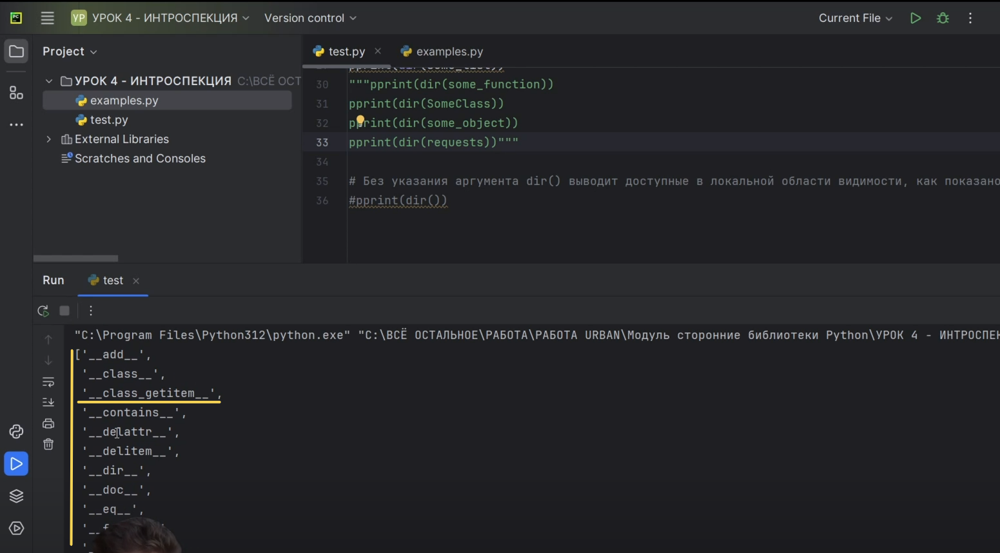 PC
УР УРОК 4 - ИНТРОСПЕКЦИЯ Version control Current File
Project
УРОК 4 - ИНТРОСПЕКЦИЯ C:\ВСЁ ОСТ
examples.py
test.py
External Libraries
Scratches and Consoles
test.py examples.py
30 """pprint(dir(some_function))
31 pprint(dir(SomeClass))
32 pprint(dir(some_object))
33 pprint(dir(requests))"""
34
35 # Без указания аргумента dir() выводит доступные в локальной области видимости, как показано
36 #pprint(dir())
Run test
"C:\Program Files\Python312\python.exe" "C:\ВСЁ ОСТАЛЬНОЕ\РАБОТА\РАБОТА URBAN\Модуль сторонние библиотеки Python\УРОК 4 - ИНТРОСПЕК
['__add__',
'__class__',
'__class_getitem__',
'__contains__',
'__delattr__',
'__delitem__',
'__dir__',
'__doc__',
'__eq__',